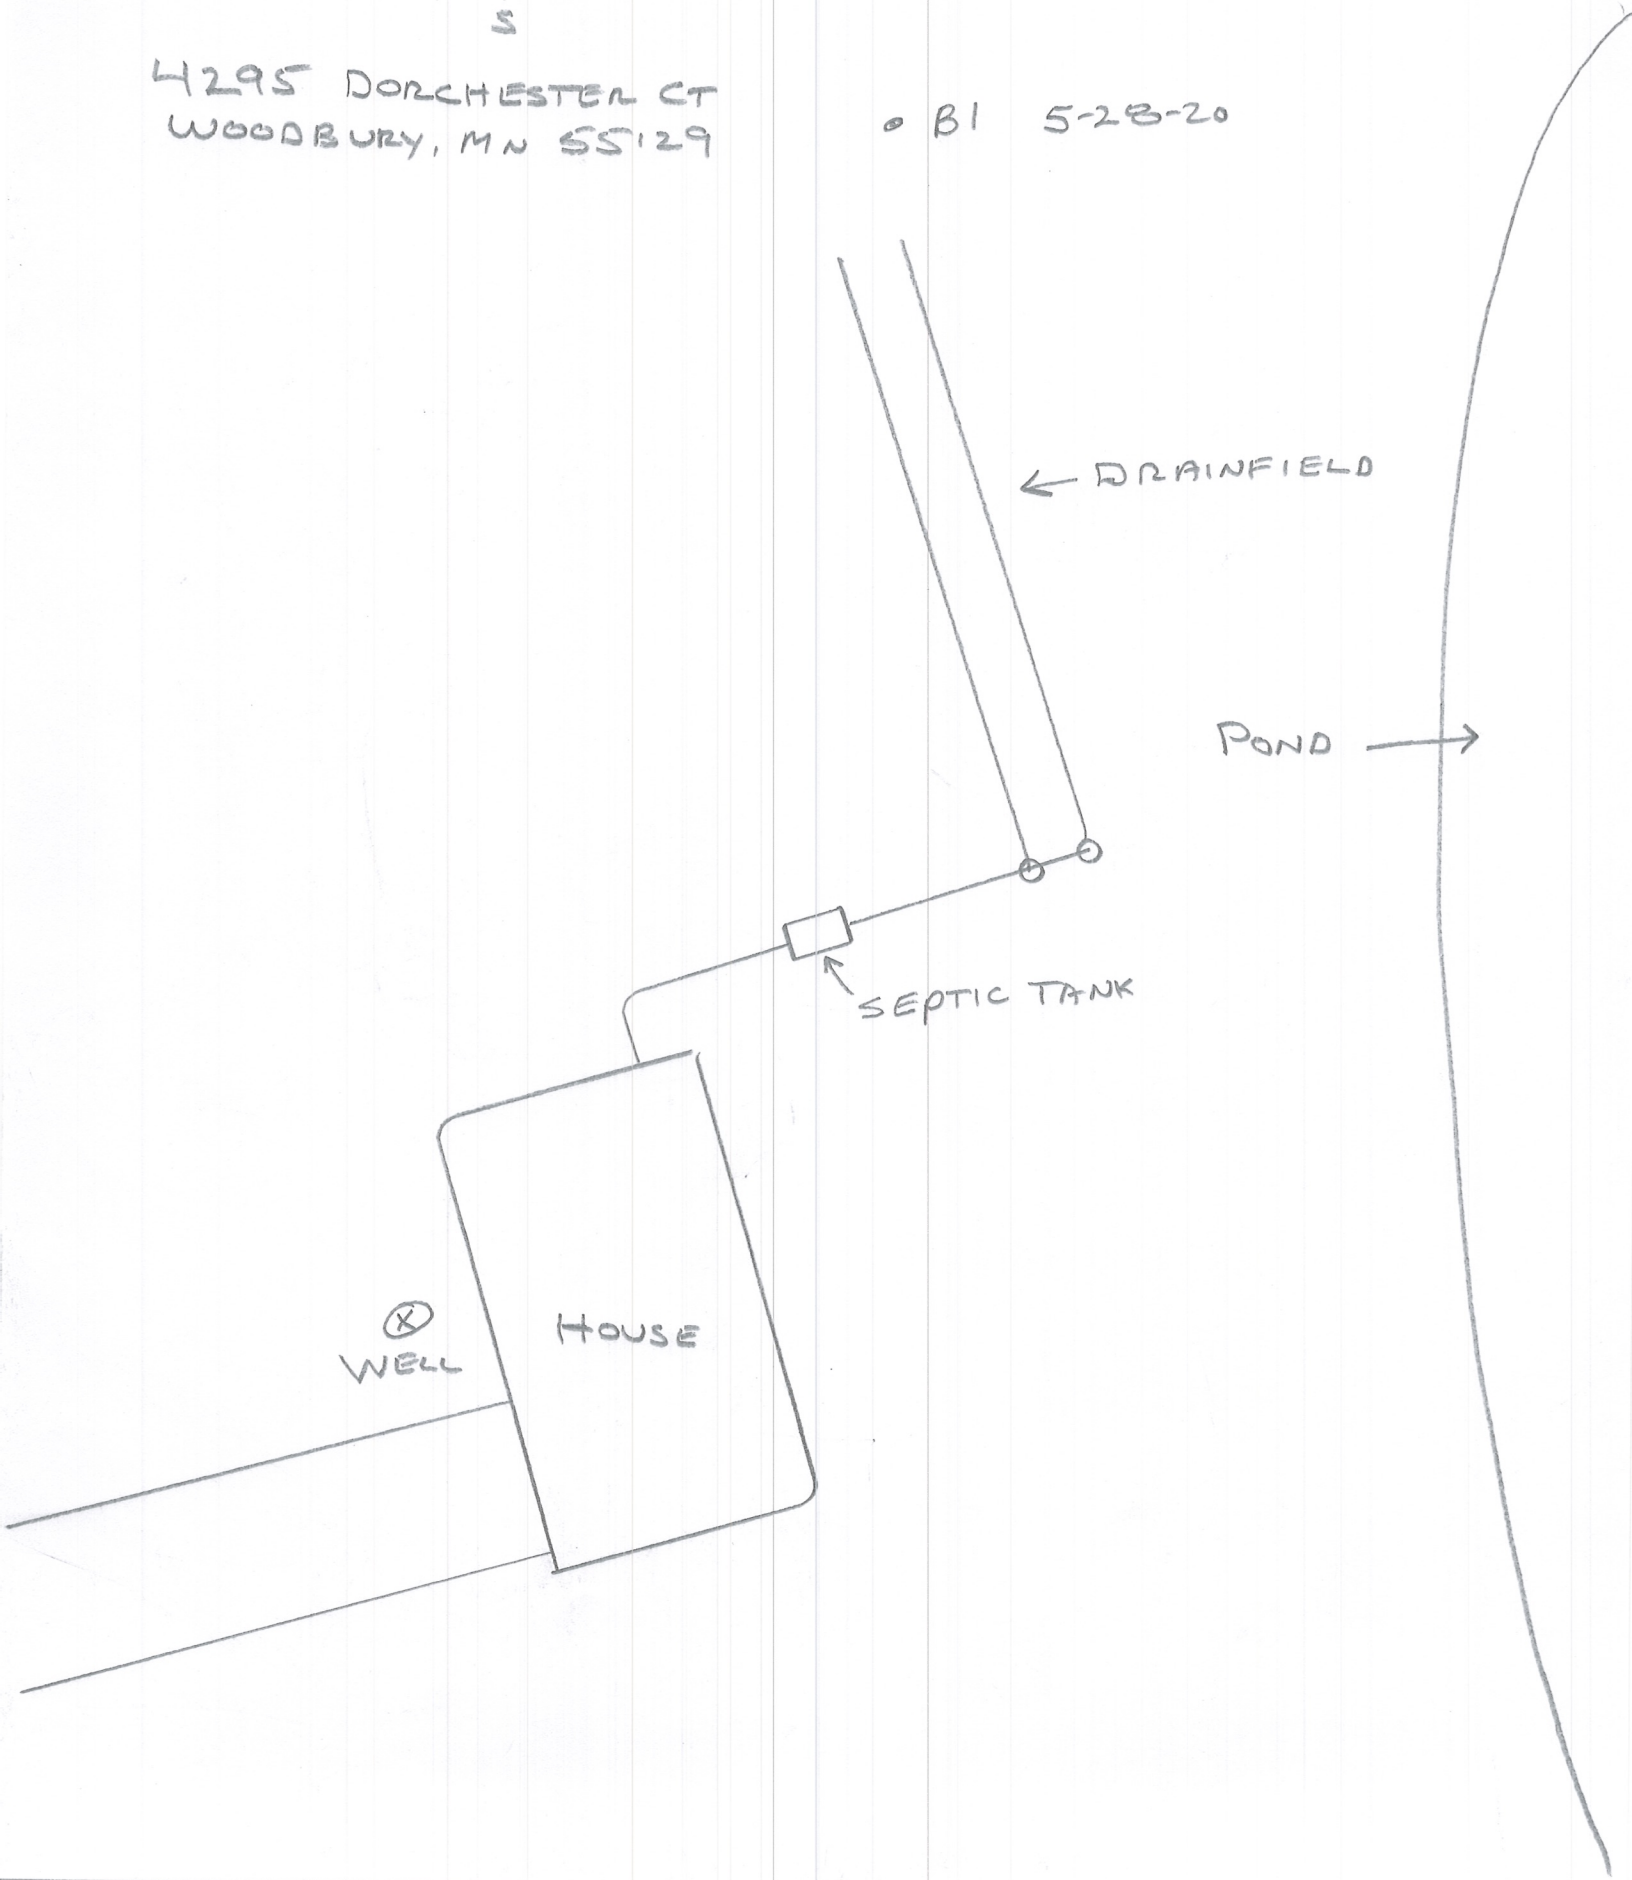 S
4295 DORCHESTER CT
WOODBURY, MN 55129
B1 5-28-20
DRAINFIELD
POND
SEPTIC TANK
HOUSE
X
WELL